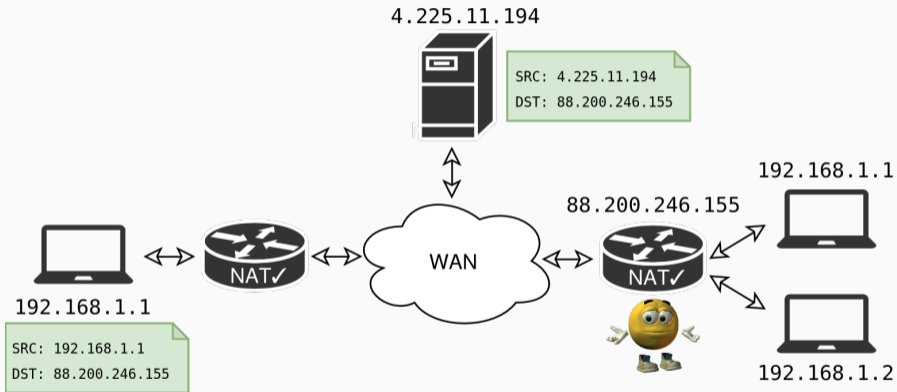 4.225.11.194
SRC: 4.225.11.194
DST: 88.200.246.155
192.168.1.1
88.200.246.155
NAT✓
WAN
NAT✓
192.168.1.1
SRC: 192.168.1.1
DST: 88.200.246.155
192.168.1.2